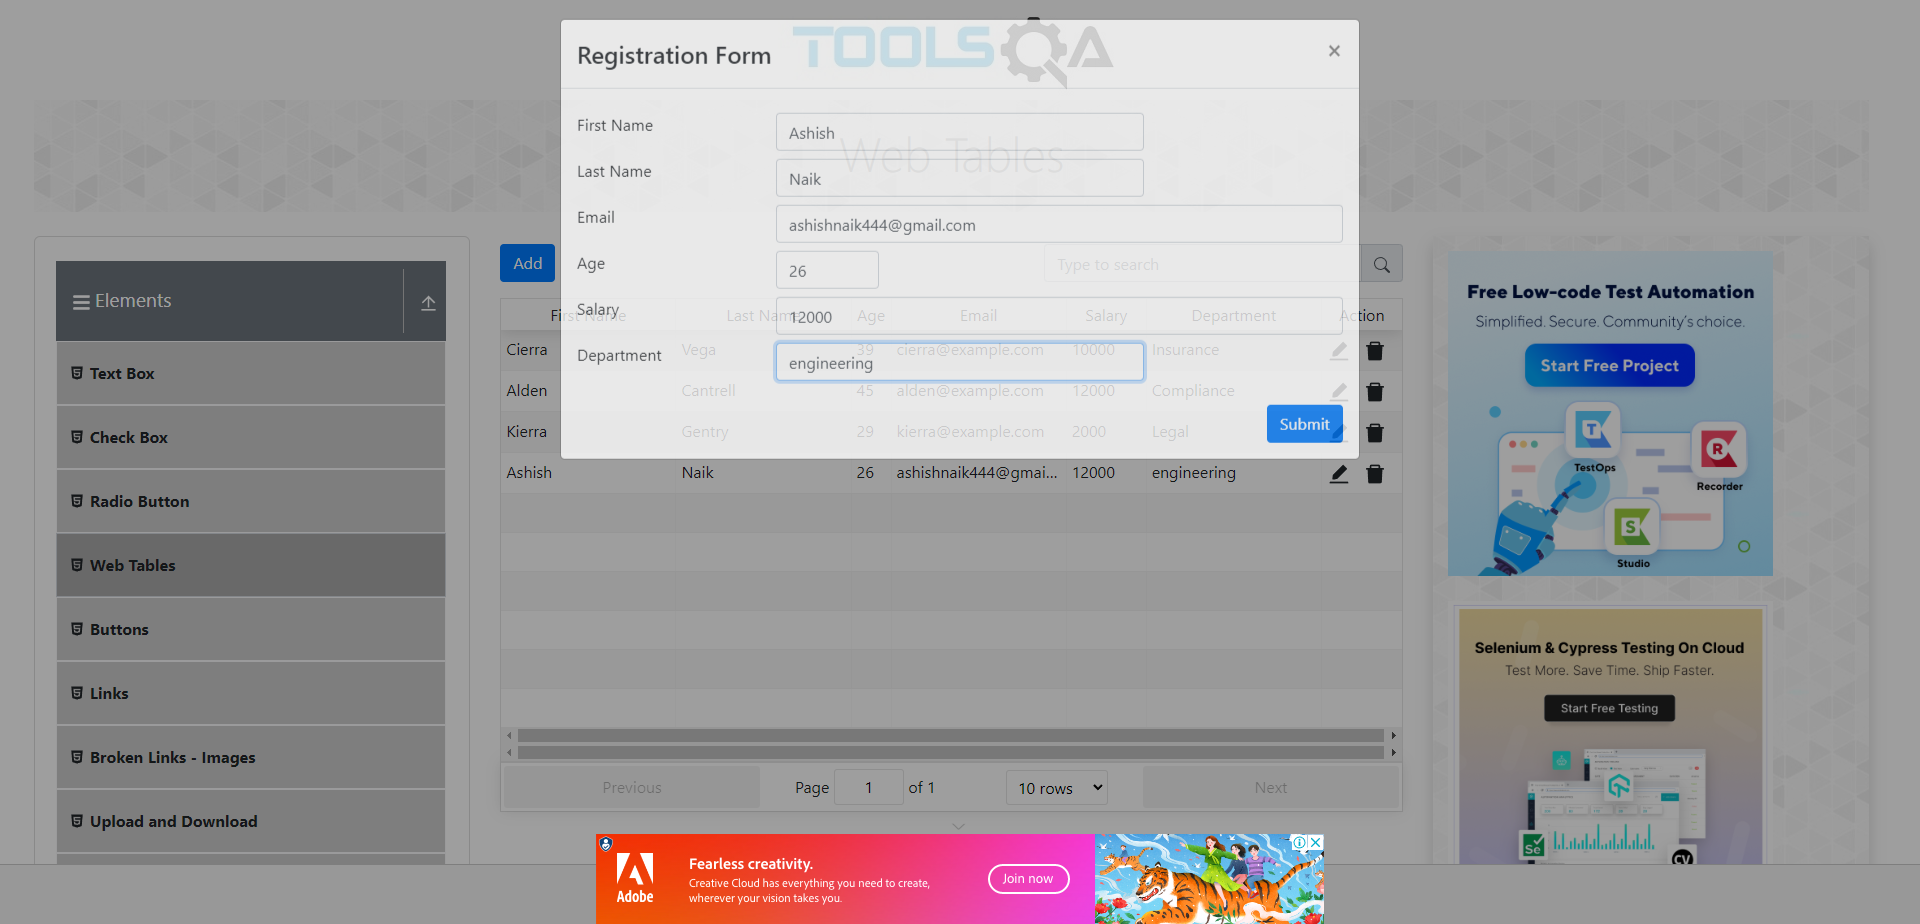 TOOLSQA
Registration Form
×
Web Tables
First Name
Ashish
Last Name
Naik
Email
ashishnaik444@gmail.com
Age
26
Salary
12000
Department
engineering
Submit
Elements
Text Box
Check Box
Radio Button
Web Tables
Buttons
Links
Broken Links - Images
Upload and Download
Add
Type to search
First Name Last Name Age Email Salary Department Action
Cierra Vega 39 cierra@example.com 10000 Insurance
Alden Cantrell 45 alden@example.com 12000 Compliance
Kierra Gentry 29 kierra@example.com 2000 Legal
Ashish Naik 26 ashishnaik444@gmai... 12000 engineering
Previous Page 1 of 1 10 rows Next
Free Low-code Test Automation
Simplified. Secure. Community's choice.
Start Free Project
TestOps
Recorder
Studio
Selenium & Cypress Testing On Cloud
Test More. Save Time. Ship Faster.
Start Free Testing
Se
CV
Adobe
Fearless creativity.
Creative Cloud has everything you need to create,
wherever your vision takes you.
Join now